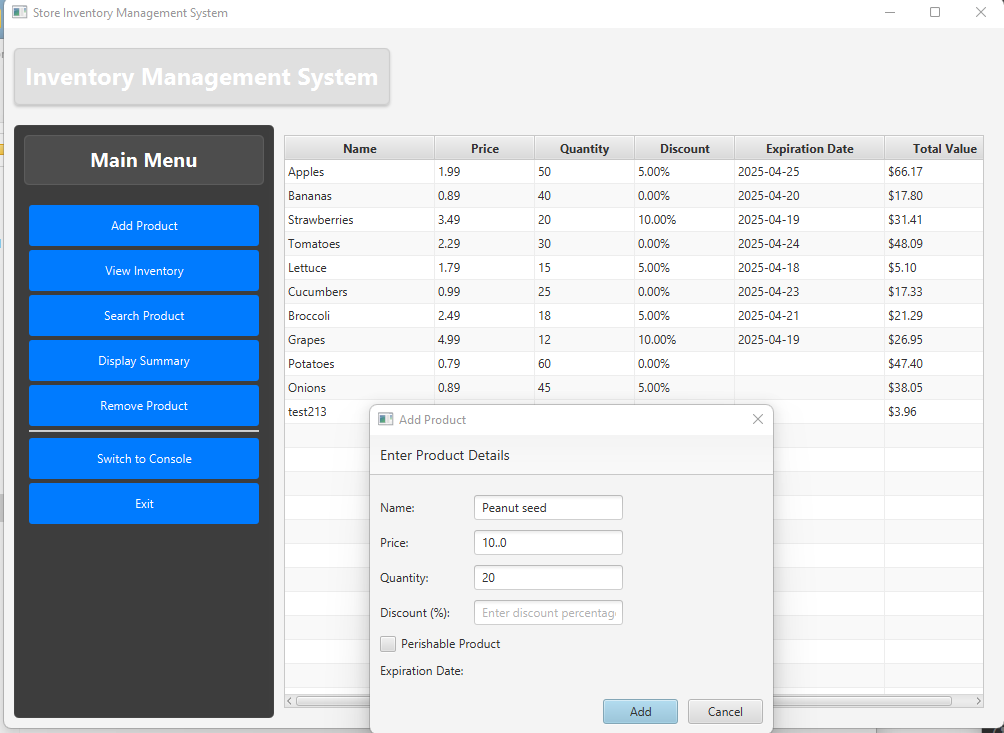 Store Inventory Management System
Inventory Management System
Main Menu
Add Product
View Inventory
Search Product
Display Summary
Remove Product
Switch to Console
Exit
Name Price Quantity Discount Expiration Date Total Value
Apples 1.99 50 5.00% 2025-04-25 $66.17
Bananas 0.89 40 0.00% 2025-04-20 $17.80
Strawberries 3.49 20 10.00% 2025-04-19 $31.41
Tomatoes 2.29 30 0.00% 2025-04-24 $48.09
Lettuce 1.79 15 5.00% 2025-04-18 $5.10
Cucumbers 0.99 25 0.00% 2025-04-23 $17.33
Broccoli 2.49 18 5.00% 2025-04-21 $21.29
Grapes 4.99 12 10.00% 2025-04-19 $26.95
Potatoes 0.79 60 0.00% $47.40
Onions 0.89 45 5.00% $38.05
test213 $3.96
Add Product
Enter Product Details
Name: Peanut seed
Price: 10..0
Quantity: 20
Discount (%): Enter discount percentag
Perishable Product
Expiration Date:
Add Cancel